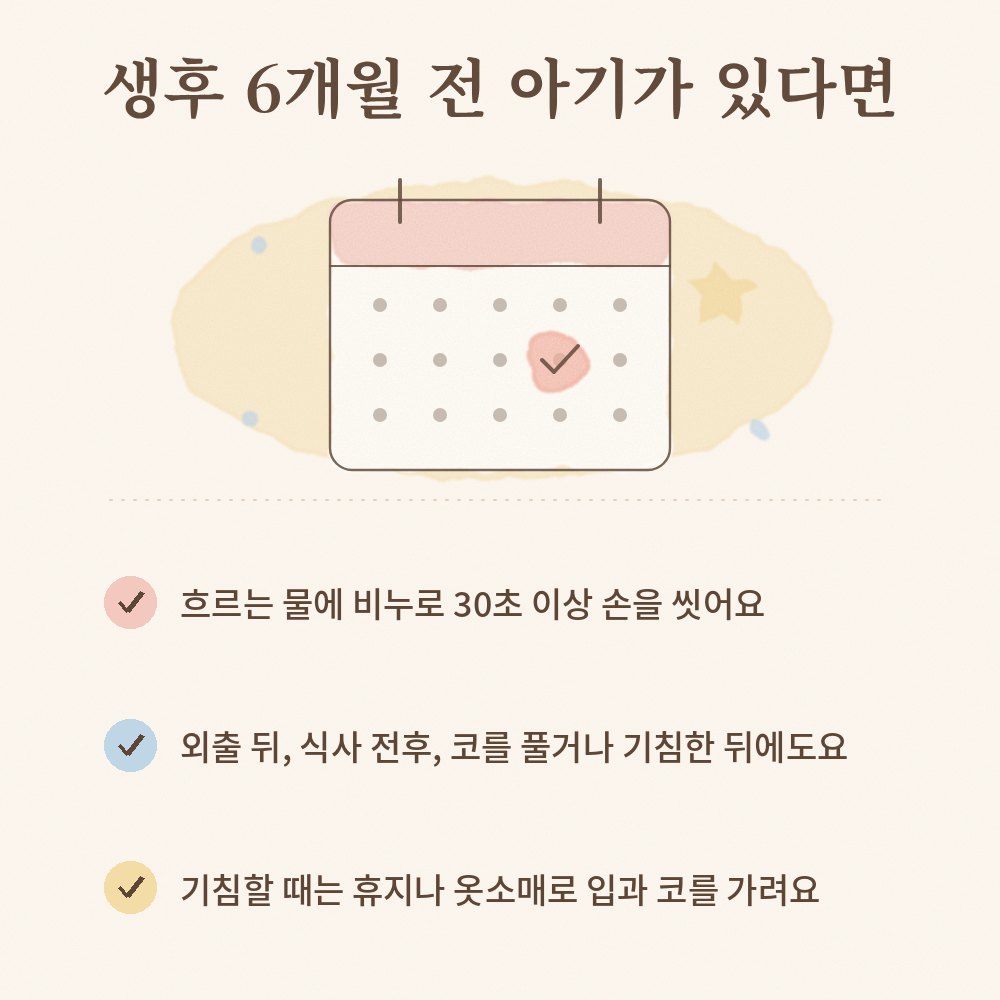 생후 6개월 전 아기가 있다면
흐르는 물에 비누로 30초 이상 손을 씻어요
외출 뒤, 식사 전후, 코를 풀거나 기침한 뒤에도요
기침할 때는 휴지나 옷소매로 입과 코를 가려요